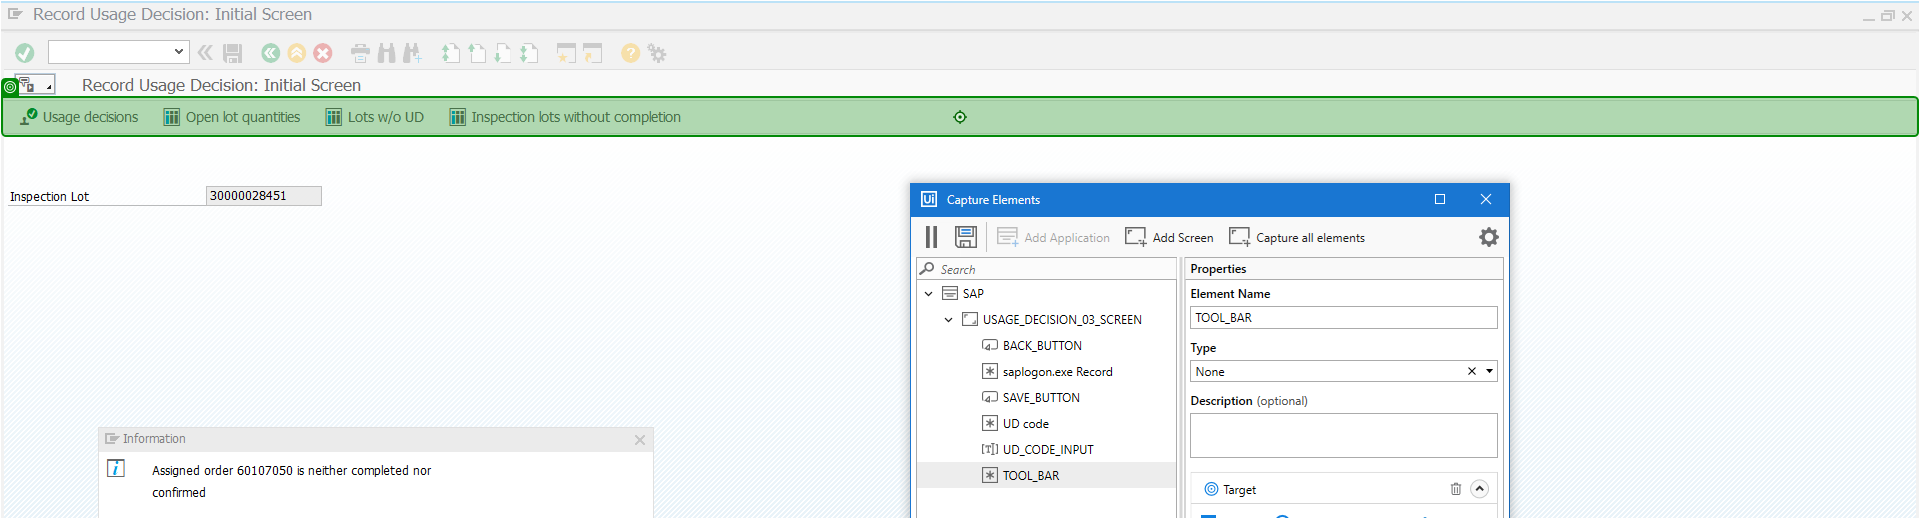 Record Usage Decision: Initial Screen
Record Usage Decision: Initial Screen
Usage decisions Open lot quantities Lots w/o UD Inspection lots without completion
Inspection Lot 30000028451
Ui Capture Elements
Add Application Add Screen Capture all elements
Search
Properties
SAP
Element Name
USAGE_DECISION_03_SCREEN
TOOL_BAR
BACK_BUTTON
Type
saplogon.exe Record
None
SAVE_BUTTON
Description (optional)
UD code
UD_CODE_INPUT
TOOL_BAR
Target
Information
Assigned order 60107050 is neither completed nor
confirmed